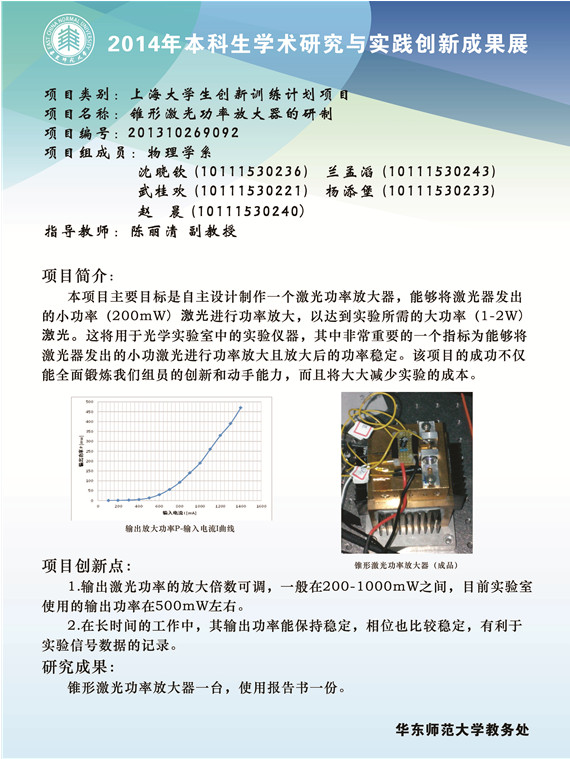 EAST CHINA NORMAL UNIVERSITY
2014年本科生学术研究与实践创新成果展
项目类别：上海大学生创新训练计划项目
项目名称：锥形激光功率放大器的研制
项目编号：201310269092
项目组成员：物理学系
沈晓钦 (10111530236) 兰孟滔 (10111530243)
武桂欢 (10111530221) 杨添堡 (10111530233)
赵 晨 (10111530240)
指导教师：陈丽清 副教授
项目简介：
本项目主要目标是自主设计制作一个激光功率放大器，能够将激光器发出
的小功率（200mW）激光进行功率放大，以达到实验所需的大功率（1-2W）
激光。这将用于光学实验室中的实验仪器，其中非常重要的一个指标为能够将
激光器发出的小功激光进行功率放大且放大后的功率稳定。该项目的成功不仅
能全面锻炼我们组员的创新和动手能力，而且将大大减少实验的成本。
输出功率P[mW]
500
450
400
350
300
250
200
150
100
50
0
0 200 400 600 800 1000 1200 1400 1600
输入电流I[mA]
输出放大功率P-输入电流I曲线
锥形激光功率放大器（成品）
项目创新点：
1.输出激光功率的放大倍数可调，一般在200-1000mW之间，目前实验室
使用的输出功率在500mW左右。
2.在长时间的工作中，其输出功率能保持稳定，相位也比较稳定，有利于
实验信号数据的记录。
研究成果：
锥形激光功率放大器一台，使用报告书一份。
华东师范大学教务处